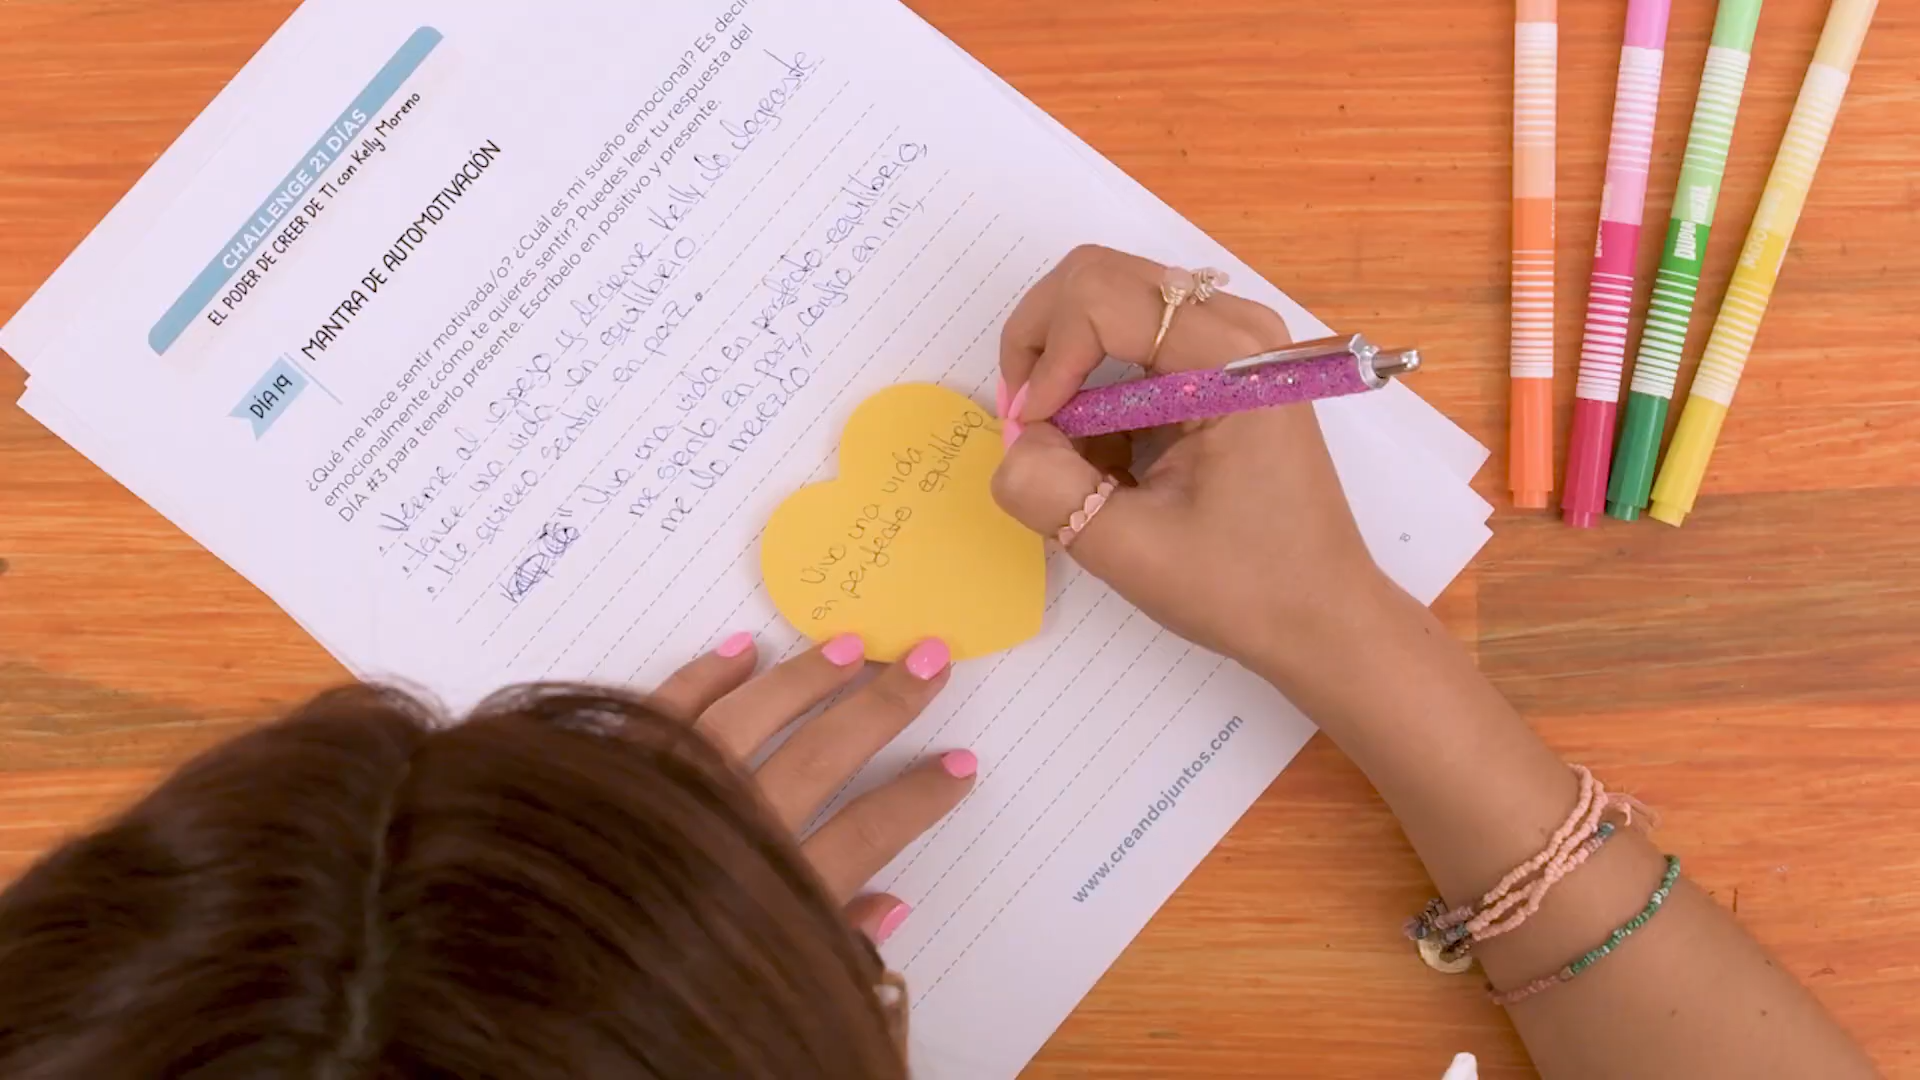 CHALLENGE 21 DÍAS
EL PODER DE CREER DE TI con Kelly Moreno
DÍA 19
MANTRA DE AUTOMOTIVACIÓN
¿Qué me hace sentir motivada/o? ¿Cuál es mi sueño emocional? Es decir
emocionalmente ¿cómo te quieres sentir? Puedes leer tu respuesta del
DÍA #3 para tenerlo presente. Escríbelo en positivo y presente.
• Verme al espejo y decirme Kelly lo lograste
• Tener una vida en equilibrio.
• Me quiero sentir en paz.
" Vivo una vida en perfecto equilibrio,
me siento en paz, confío en mí,
me lo merezco "
Vivo una vida
en perfecto equilibrio
18
www.creandojuntos.com